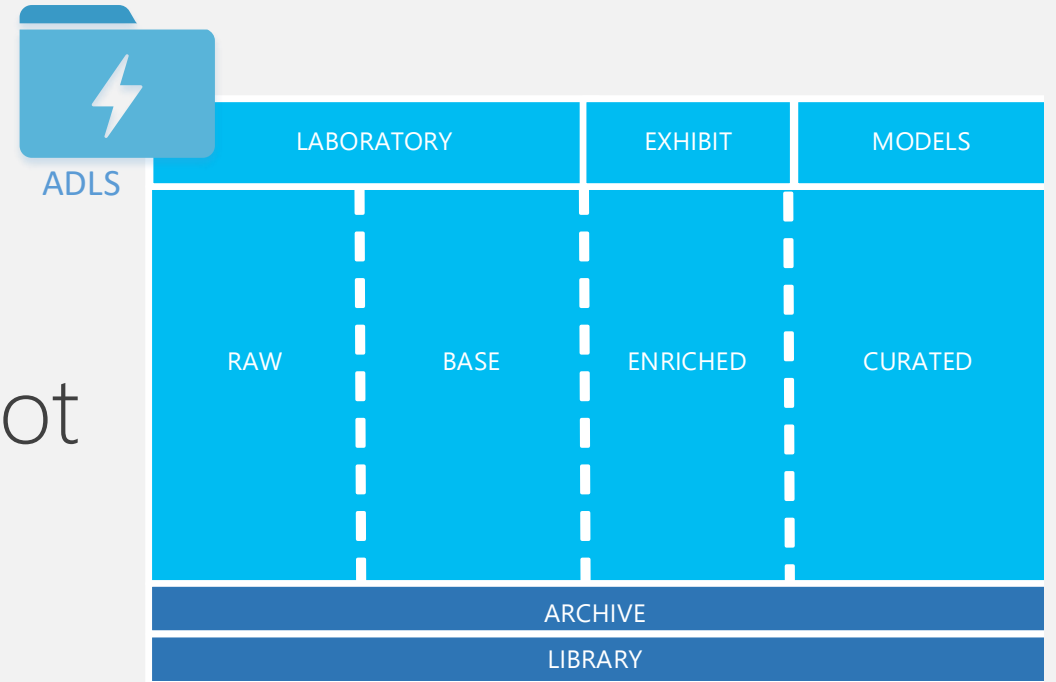 ADLS
LABORATORY EXHIBIT MODELS
RAW BASE ENRICHED CURATED
ot
ARCHIVE
LIBRARY